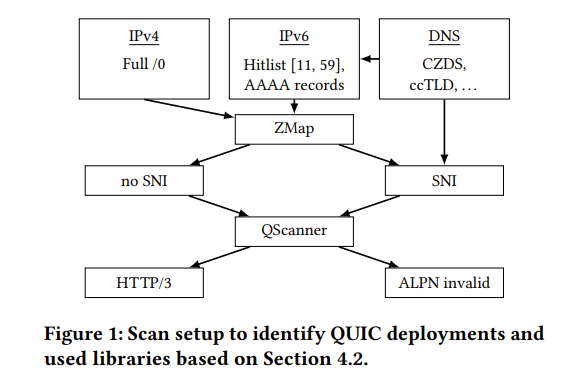 IPv4
Full /0
IPv6
Hitlist [11, 59],
AAAA records
DNS
CZDS,
ccTLD, …
ZMap
no SNI
SNI
QScanner
HTTP/3
ALPN invalid
Figure 1: Scan setup to identify QUIC deployments and
used libraries based on Section 4.2.